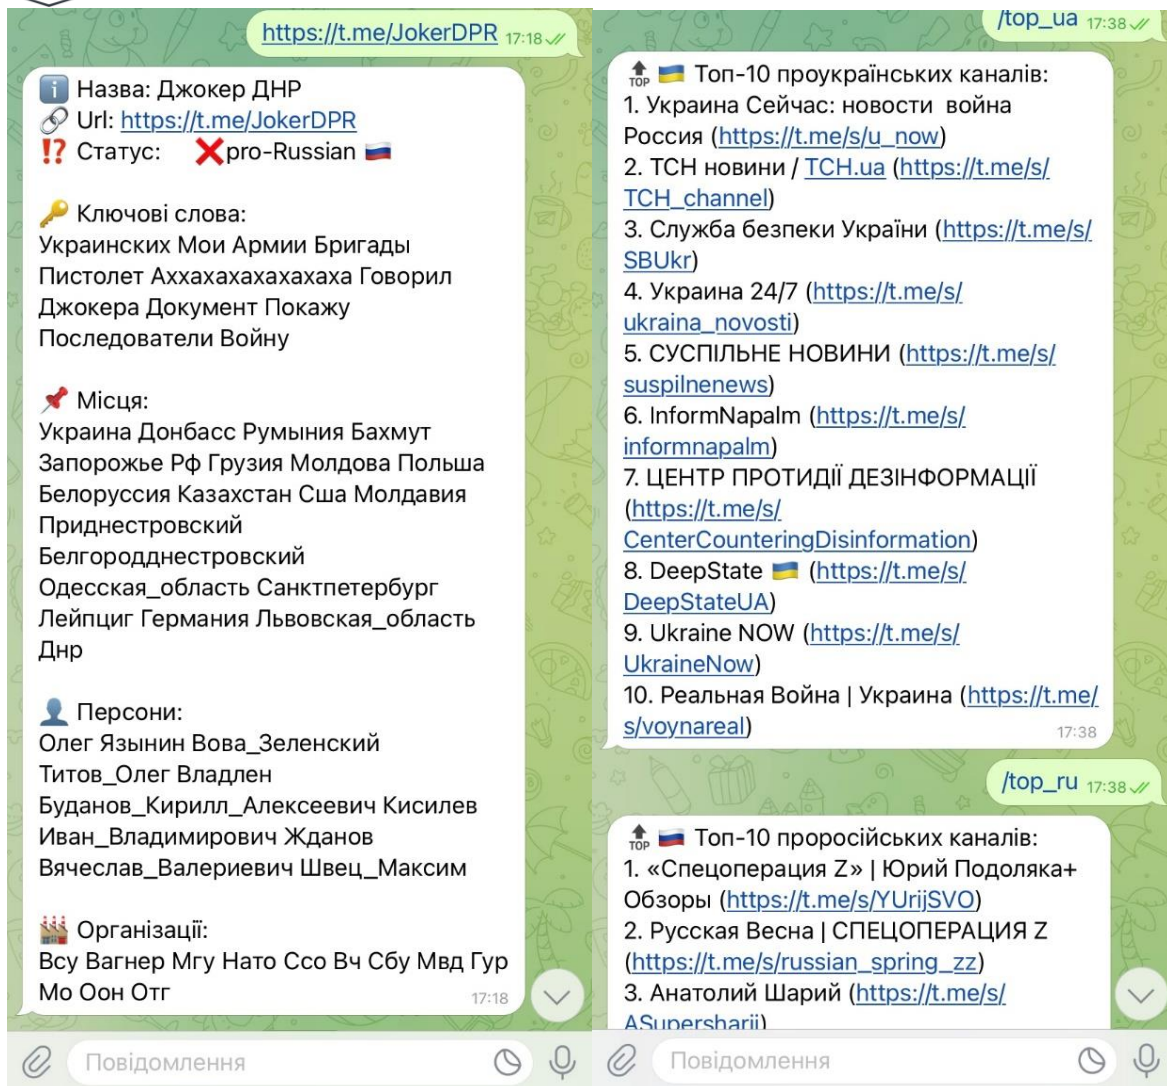 https://t.me/JokerDPR 17:18
Назва: Джокер ДНР
Url: https://t.me/JokerDPR
⁉️ Статус: ❌pro-Russian 🇷🇺
🔑 Ключові слова:
Украинских Мои Армии Бригады
Пистолет Аххахахахахахаха Говорил
Джокера Документ Покажу
Последователи Войну
📌 Місця:
Украина Донбасс Румыния Бахмут
Запорожье Рф Грузия Молдова Польша
Белоруссия Казахстан Сша Молдавия
Приднестровский
Белгородднестровский
Одесская_область Санктпетербург
Лейпциг Германия Львовская_область
Днр
👤 Персони:
Олег Язынин Вова_Зеленский
Титов_Олег Владлен
Буданов_Кирилл_Алексеевич Кисилев
Иван_Владимирович Жданов
Вячеслав_Валериевич Швец_Максим
🏭 Організації:
Всу Вагнер Мгу Нато Ссо Вч Сбу Мвд Гур
Мо Оон Отг 17:18
Повідомлення
/top_ua 17:38
🔝 🇺🇦 Топ-10 проукраїнських каналів:
1. Украина Сейчас: новости война
Россия (https://t.me/s/u_now)
2. ТСН новини / ТСН.ua (https://t.me/s/
TCH_channel)
3. Служба безпеки України (https://t.me/s/
SBUkr)
4. Украина 24/7 (https://t.me/s/
ukraina_novosti)
5. СУСПІЛЬНЕ НОВИНИ (https://t.me/s/
suspilnenews)
6. InformNapalm (https://t.me/s/
informnapalm)
7. ЦЕНТР ПРОТИДІЇ ДЕЗІНФОРМАЦІЇ
(https://t.me/s/
CenterCounteringDisinformation)
8. DeepState 🇺🇦 (https://t.me/s/
DeepStateUA)
9. Ukraine NOW (https://t.me/s/
UkraineNow)
10. Реальная Война | Украина (https://t.me/
s/voynareal) 17:38
/top_ru 17:38
🔝 🇷🇺 Топ-10 проросійських каналів:
1. «Спецоперация Z» | Юрий Подоляка+
Обзоры (https://t.me/s/YUrijSVO)
2. Русская Весна | СПЕЦОПЕРАЦИЯ Z
(https://t.me/s/russian_spring_zz)
3. Анатолий Шарий (https://t.me/s/
ASupersharij)
Повідомлення